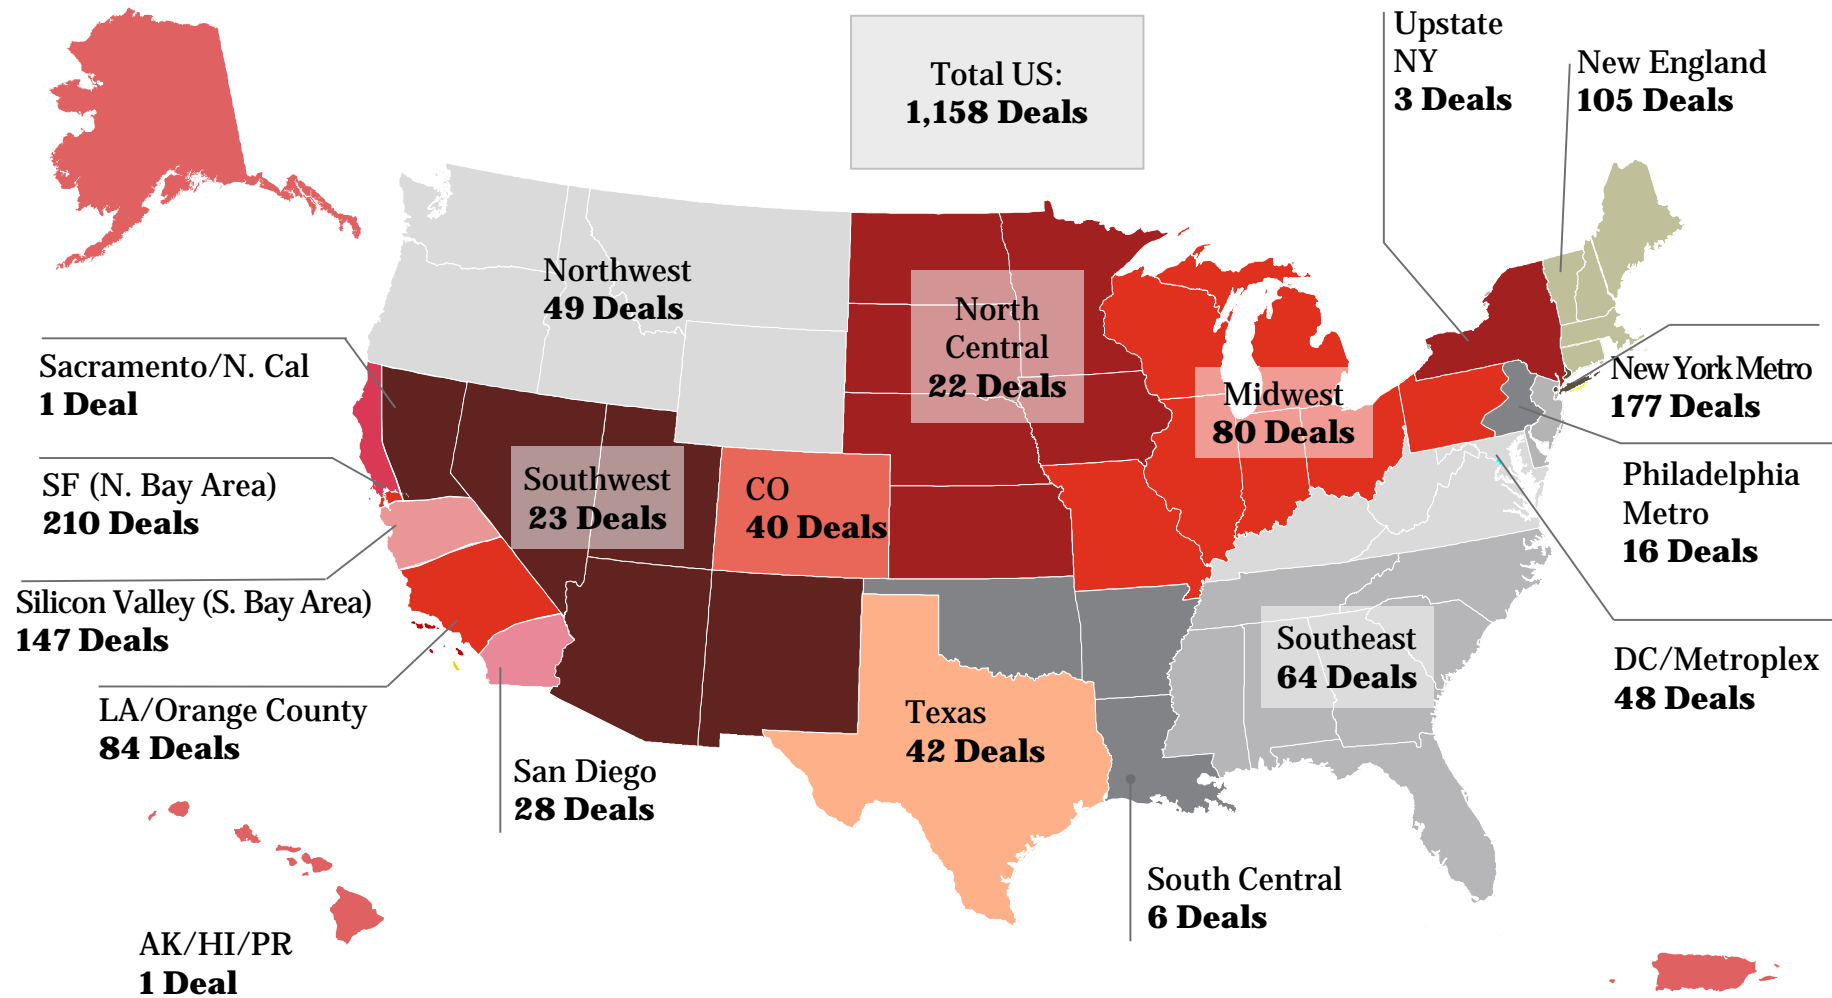 Total US:
1,158 Deals
Upstate
NY
3 Deals
New England
105 Deals
Northwest
49 Deals
North
Central
22 Deals
Midwest
80 Deals
New York Metro
177 Deals
Sacramento/N. Cal
1 Deal
SF (N. Bay Area)
210 Deals
Southwest
23 Deals
CO
40 Deals
Philadelphia
Metro
16 Deals
Silicon Valley (S. Bay Area)
147 Deals
Southeast
64 Deals
DC/Metroplex
48 Deals
LA/Orange County
84 Deals
Texas
42 Deals
San Diego
28 Deals
South Central
6 Deals
AK/HI/PR
1 Deal